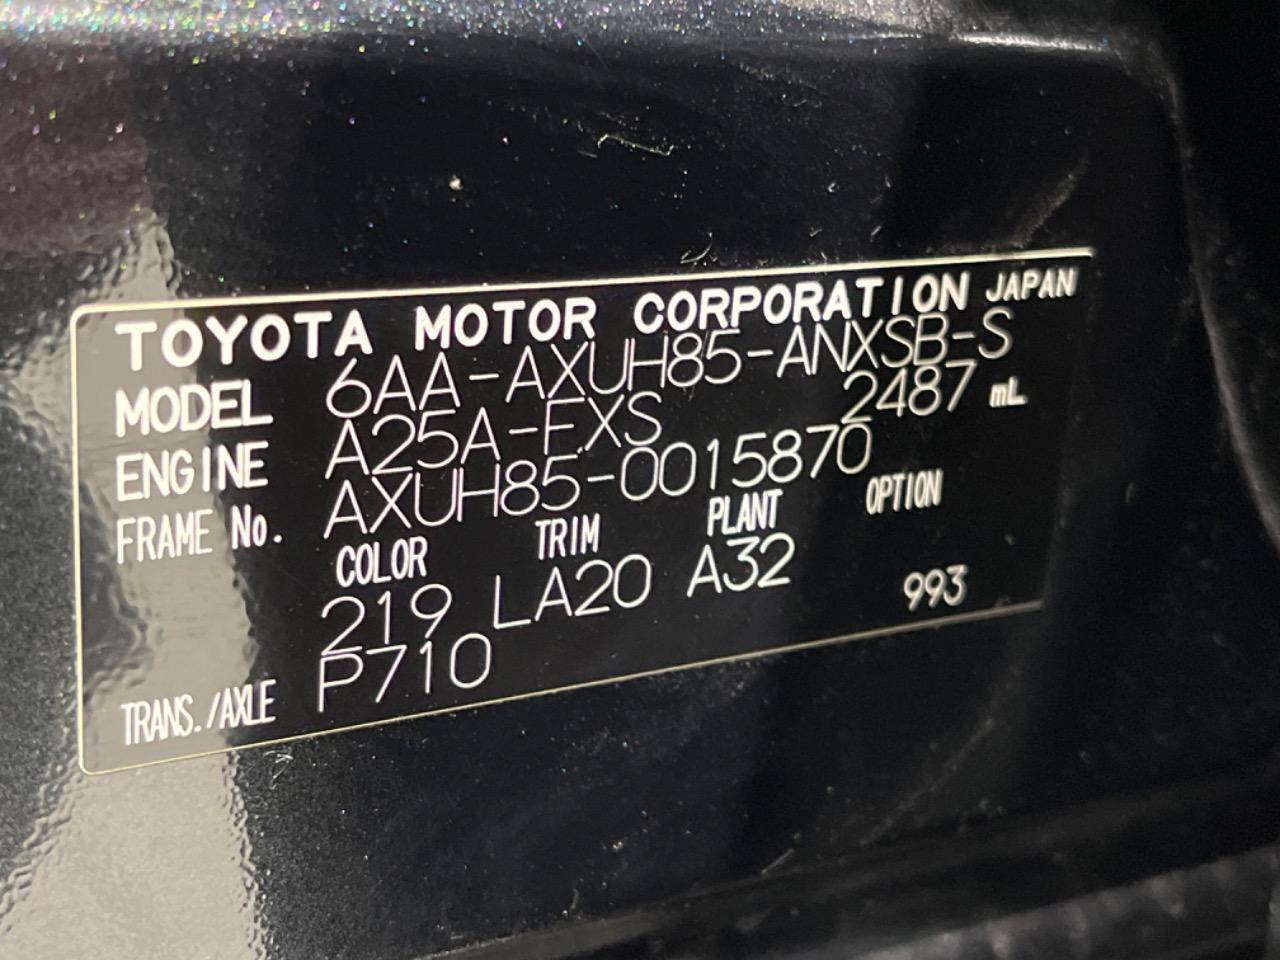 TOYOTA MOTOR CORPORATION JAPAN
MODEL 6AA-AXUH85-ANXSB-S
ENGINE A25A-FXS 2487 mL
FRAME No. AXUH85-0015870
COLOR TRIM PLANT OPTION
219 LA20 A32
TRANS./AXLE P710 993